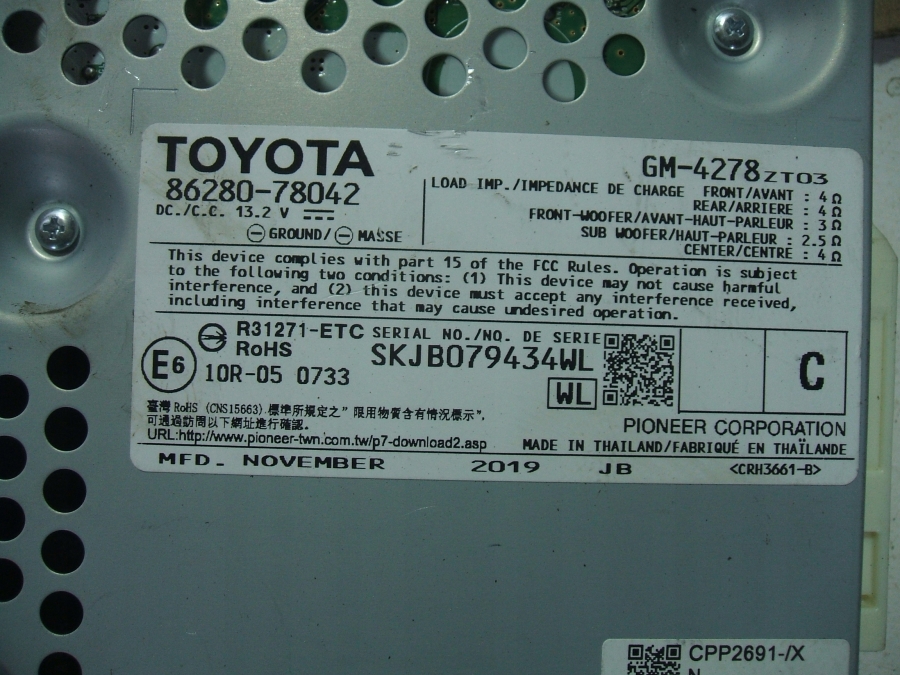 TOYOTA
86280-78042
DC./C.C. 13.2 V
GROUND/ MASSE
GM-4278ZT03
LOAD IMP./IMPEDANCE DE CHARGE FRONT/AVANT : 4Ω
REAR/ARRIERE : 4Ω
FRONT-WOOFER/AVANT-HAUT-PARLEUR : 3Ω
SUB WOOFER/HAUT-PARLEUR : 2.5Ω
CENTER/CENTRE : 4Ω
This device complies with part 15 of the FCC Rules. Operation is subject
to the following two conditions: (1) This device may not cause harmful
interference, and (2) this device must accept any interference received,
including interference that may cause undesired operation.
R31271-ETC
RoHS
E6
10R-05 0733
SERIAL NO./NO. DE SERIE
SKJB079434WL
WL
C
臺灣 RoHS (CNS15663) 標準所規定之"限用物質含有情況標示",
可通過訪問以下網址進行確認。
URL:http://www.pioneer-twn.com.tw/p7-download2.asp
PIONEER CORPORATION
MADE IN THAILAND/FABRIQUÉ EN THAÏLANDE
MFD. NOVEMBER 2019 JB <CRH3661-B>
CPP2691-/X